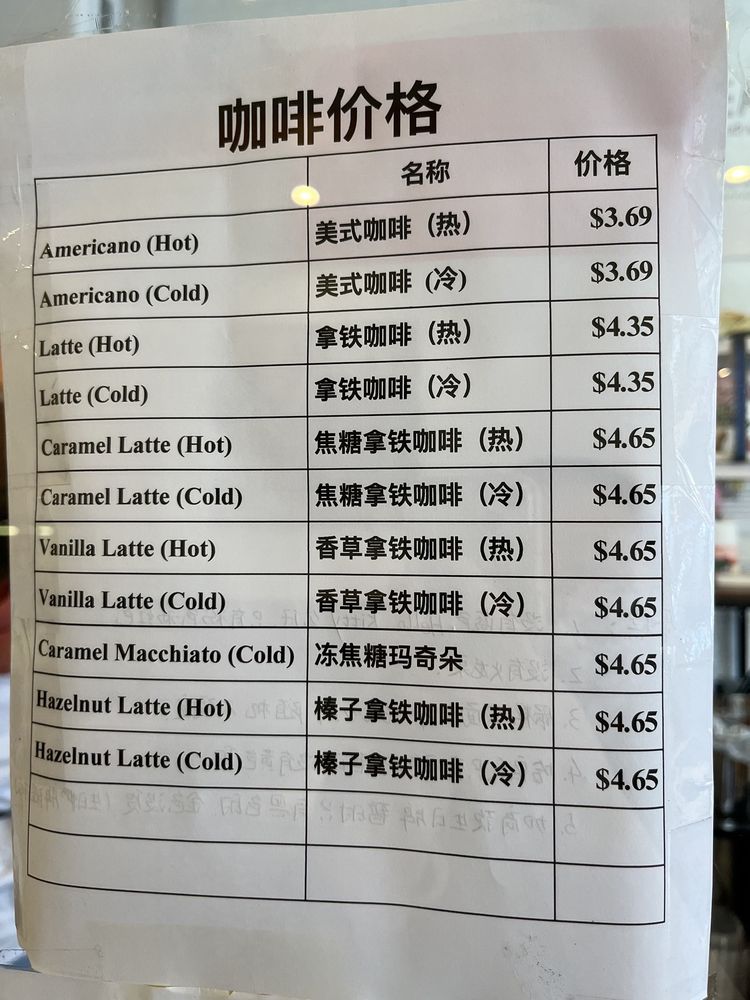 咖啡价格
名称 价格
Americano (Hot) 美式咖啡（热） $3.69
Americano (Cold) 美式咖啡（冷） $3.69
Latte (Hot) 拿铁咖啡（热） $4.35
Latte (Cold) 拿铁咖啡（冷） $4.35
Caramel Latte (Hot) 焦糖拿铁咖啡（热） $4.65
Caramel Latte (Cold) 焦糖拿铁咖啡（冷） $4.65
Vanilla Latte (Hot) 香草拿铁咖啡（热） $4.65
Vanilla Latte (Cold) 香草拿铁咖啡（冷） $4.65
Caramel Macchiato (Cold) 冻焦糖玛奇朵 $4.65
Hazelnut Latte (Hot) 榛子拿铁咖啡（热） $4.65
Hazelnut Latte (Cold) 榛子拿铁咖啡（冷） $4.65